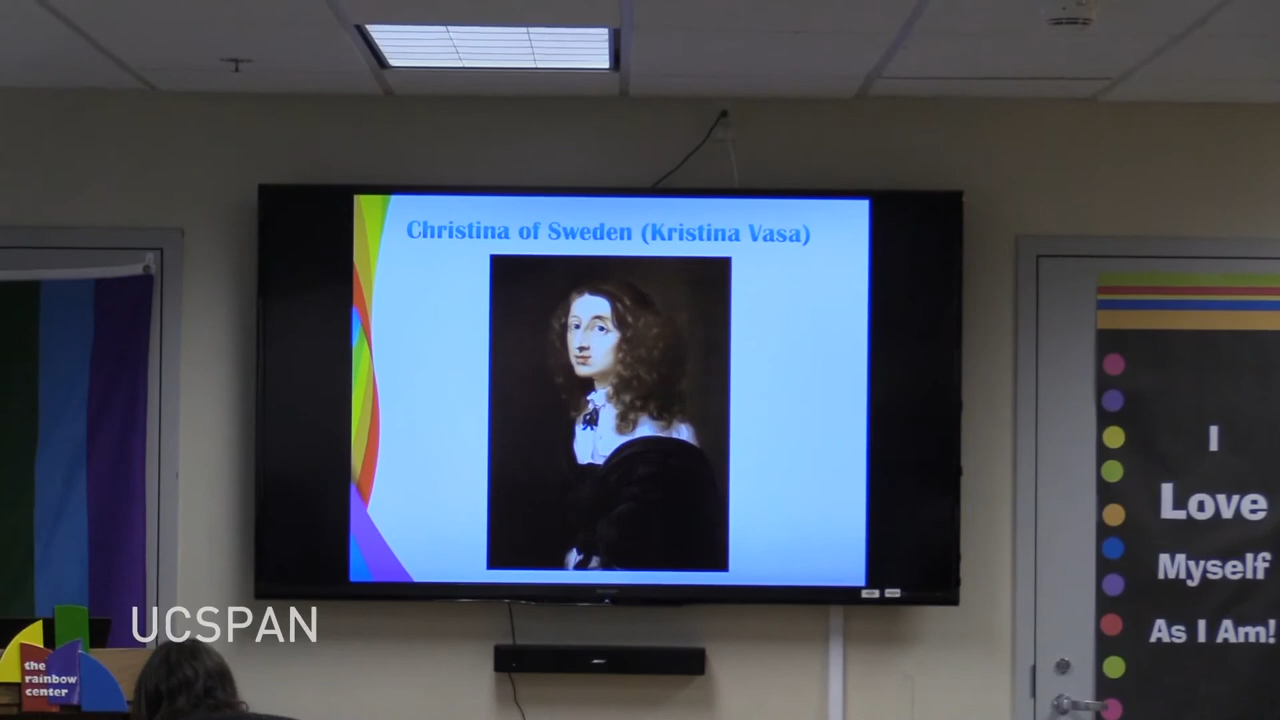 Christina of Sweden (Kristina Vasa)
I
Love
Myself
As I Am!
UCSPAN
the
rainbow
center